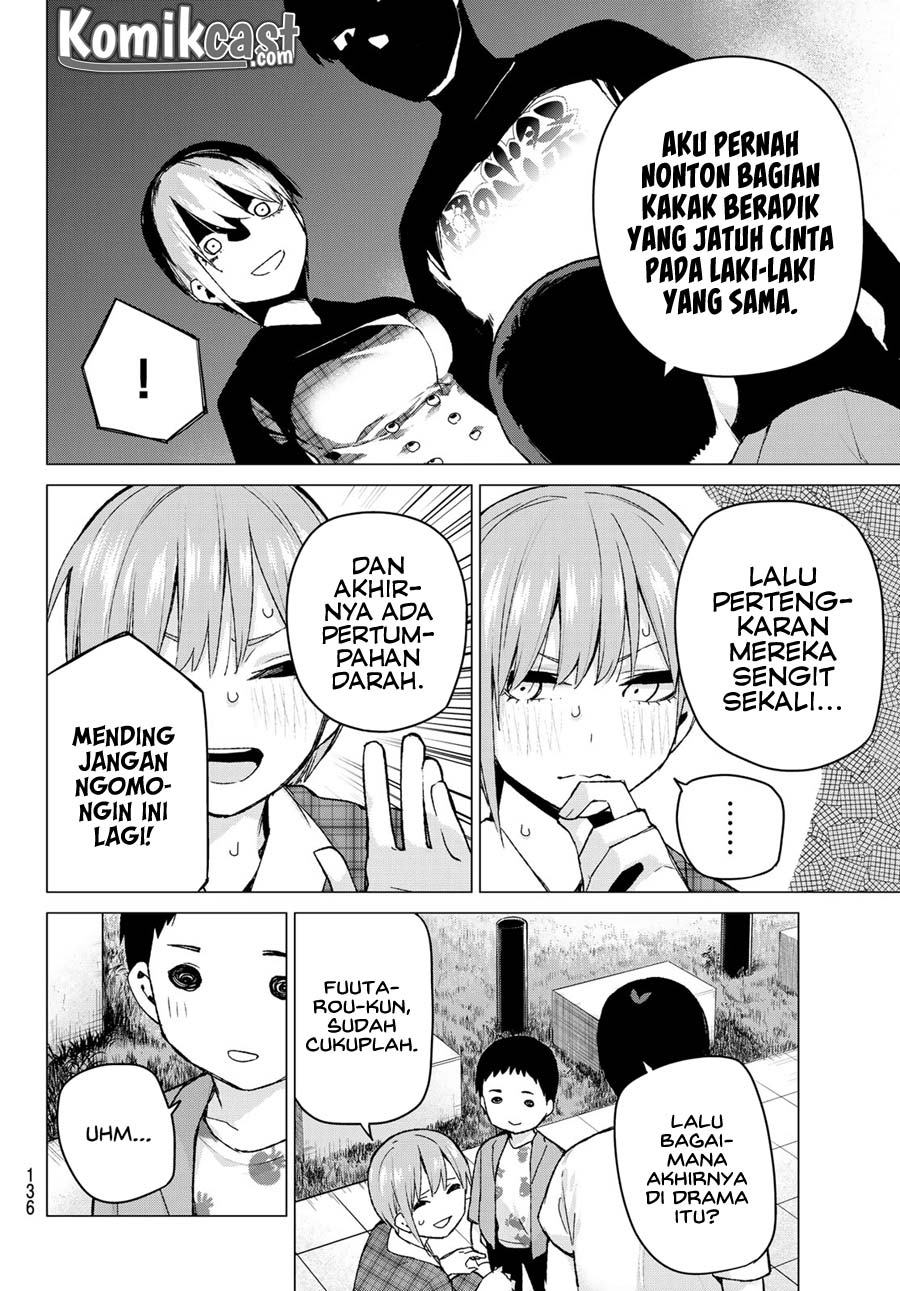 Komikcast
.com
AKU PERNAH
NONTON BAGIAN
KAKAK BERADIK
YANG JATUH CINTA
PADA LAKI-LAKI
YANG SAMA.
!
LALU
PERTENG-
KARAN
MEREKA
SENGIT
SEKALI...
......
DAN
AKHIR-
NYA ADA
PERTUM-
PAHAN
DARAH.
MENDING
JANGAN
NGOMO-
NGIN INI
LAGI!
LALU
BAGAI-
MANA
AKHIRNYA
DI DRAMA
ITU?
FUUTA-
ROU-KUN,
SUDAH
CUKUPLAH.
UHM...
136